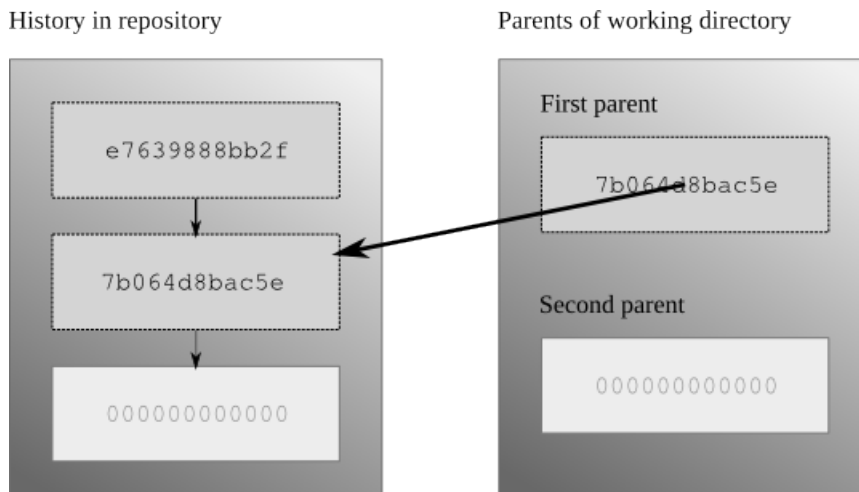 History in repository
Parents of working directory
e7639888bb2f
7b064d8bac5e
000000000000
First parent
7b064d8bac5e
Second parent
000000000000